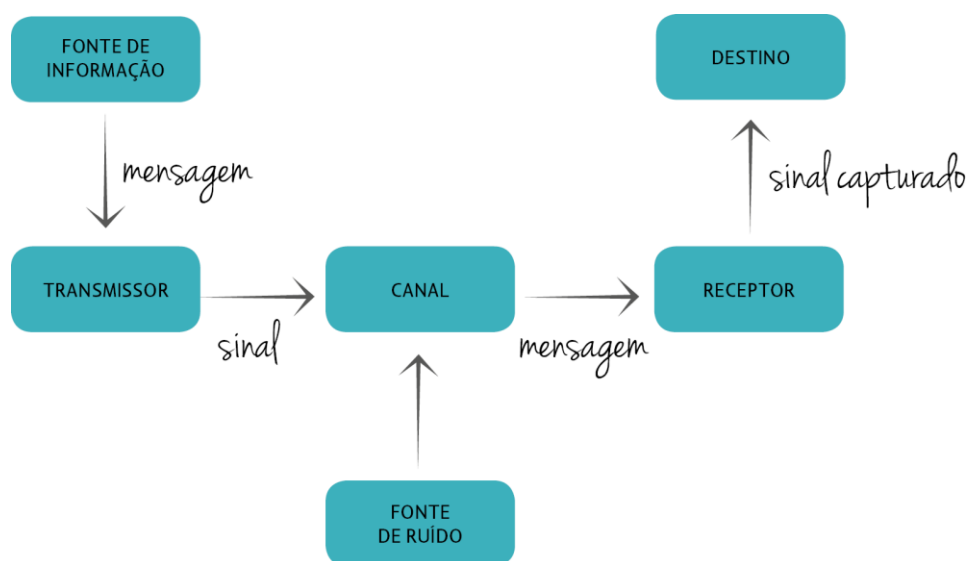 FONTE DE
INFORMAÇÃO
mensagem
TRANSMISSOR
sinal
CANAL
FONTE
DE RUÍDO
mensagem
RECEPTOR
sinal capturado
DESTINO